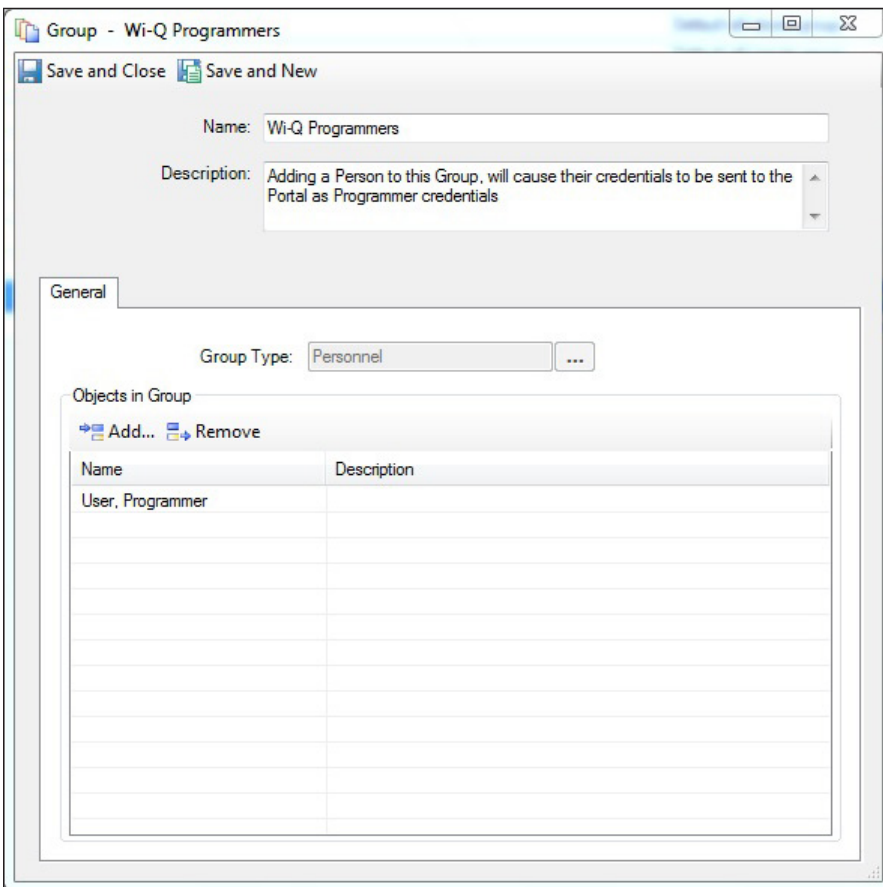 Group - Wi-Q Programmers
Save and Close Save and New
Name: Wi-Q Programmers
Description: Adding a Person to this Group, will cause their credentials to be sent to the
Portal as Programmer credentials
General
Group Type: Personnel ...
Objects in Group
Add... Remove
Name Description
User, Programmer